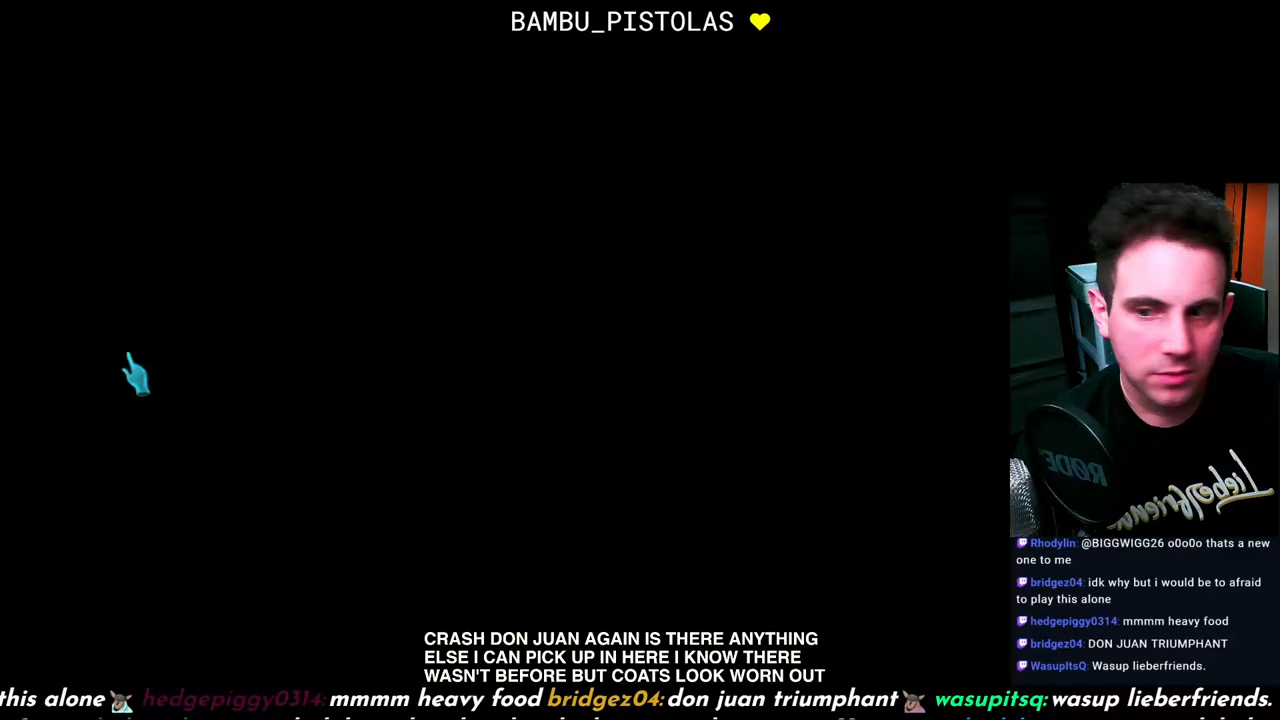 BAMBU_PISTOLAS 💛
RØDE
Liebefriend
Rhodylin: @BIGGWIGG26 o0o0o thats a new
one to me
bridgez04: idk why but i would be to afraid
to play this alone
hedgepiggy0314: mmmm heavy food
bridgez04: DON JUAN TRIUMPHANT
WasupItsQ: Wasup lieberfriends.
CRASH DON JUAN AGAIN IS THERE ANYTHING
ELSE I CAN PICK UP IN HERE I KNOW THERE
WASN'T BEFORE BUT COATS LOOK WORN OUT
this alone hedgepiggy0314: mmmm heavy food bridgez04: don juan triumphant wasupitsq: wasup lieberfriends.